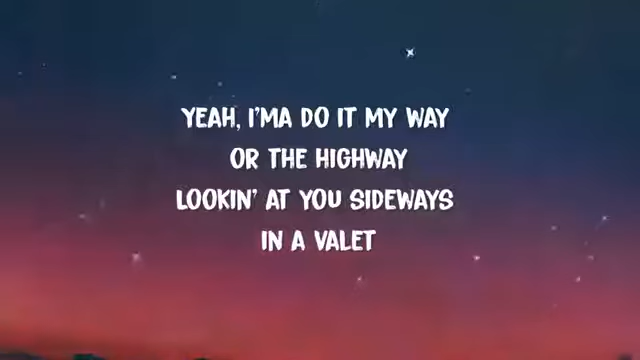 YEAH, I'MA DO IT MY WAY
OR THE HIGHWAY
LOOKIN' AT YOU SIDEWAYS
IN A VALET